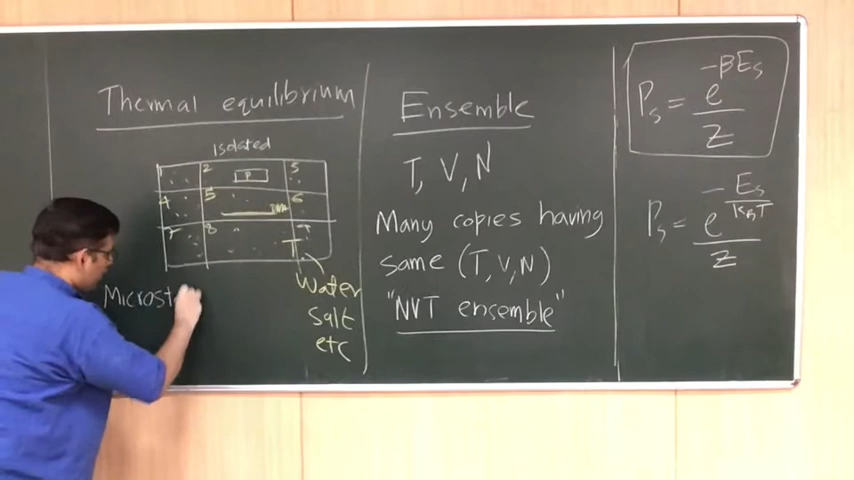 Thermal equilibrium
isolated
1 2 3
P
4 5 6
DNA
7 8 9
T
Water
Salt
etc
Microst
Ensemble
T, V, N
Many copies having
same (T, V, N)
"NVT ensemble"
Ps = e^{-βEs} / Z
Ps = e^{-Es/KBT} / Z